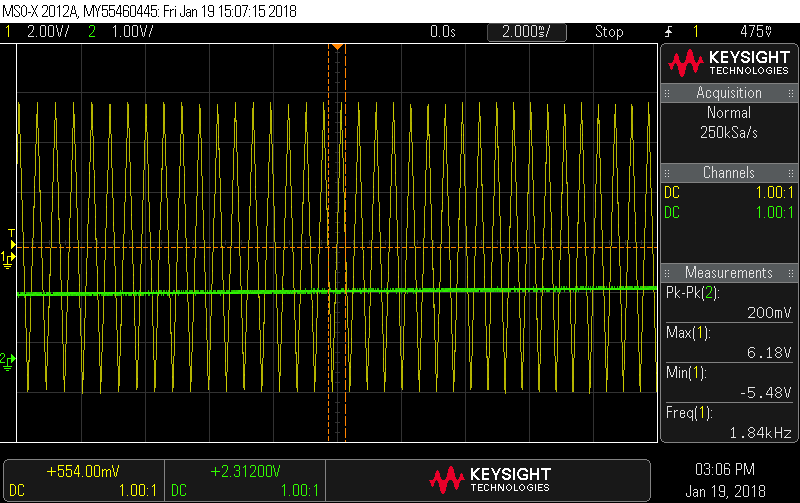 MSO-X 2012A, MY55460445: Fri Jan 19 15:07:15 2018
1 2.00V/ 2 1.00V/ 0.0s 2.000ms/ Stop 1 475mV
KEYSIGHT
TECHNOLOGIES
Acquisition
Normal
250kSa/s
Channels
DC 1.00:1
DC 1.00:1
T
1
2
Measurements
Pk-Pk(2):
200mV
Max(1):
6.18V
Min(1):
-5.48V
Freq(1):
1.84kHz
+554.00mV
DC 1.00:1
+2.31200V
DC 1.00:1
KEYSIGHT
TECHNOLOGIES
03:06 PM
Jan 19, 2018